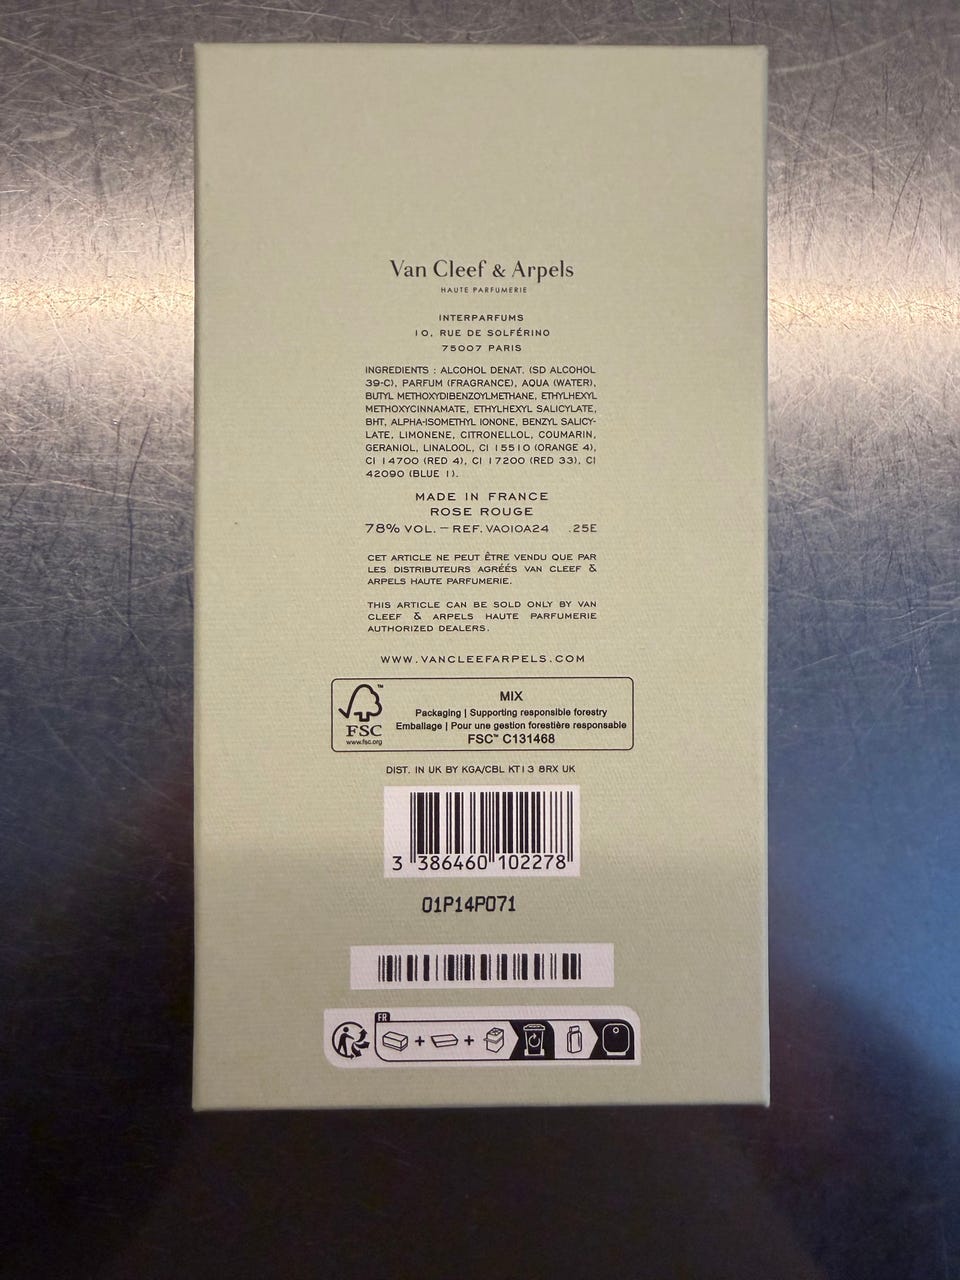 Van Cleef & Arpels
HAUTE PARFUMERIE
INTERPARFUMS
10, RUE DE SOLFÉRINO
75007 PARIS
INGREDIENTS : ALCOHOL DENAT. (SD ALCOHOL
39-C), PARFUM (FRAGRANCE), AQUA (WATER),
BUTYL METHOXYDIBENZOYLMETHANE, ETHYLHEXYL
METHOXYCINNAMATE, ETHYLHEXYL SALICYLATE,
BHT, ALPHA-ISOMETHYL IONONE, BENZYL SALICY-
LATE, LIMONENE, CITRONELLOL, COUMARIN,
GERANIOL, LINALOOL, CI 15510 (ORANGE 4),
CI 14700 (RED 4), CI 17200 (RED 33), CI
42090 (BLUE 1).
MADE IN FRANCE
ROSE ROUGE
78% VOL. – REF. VA010A24 .25E
CET ARTICLE NE PEUT ÊTRE VENDU QUE PAR
LES DISTRIBUTEURS AGRÉÉS VAN CLEEF &
ARPELS HAUTE PARFUMERIE.
THIS ARTICLE CAN BE SOLD ONLY BY VAN
CLEEF & ARPELS HAUTE PARFUMERIE
AUTHORIZED DEALERS.
WWW.VANCLEEFARPELS.COM
FSC
www.fsc.org
MIX
Packaging | Supporting responsible forestry
Emballage | Pour une gestion forestière responsable
FSC™ C131468
DIST. IN UK BY KGA/CBL KT13 8RX UK
3 386460 102278
01P14P071
FR